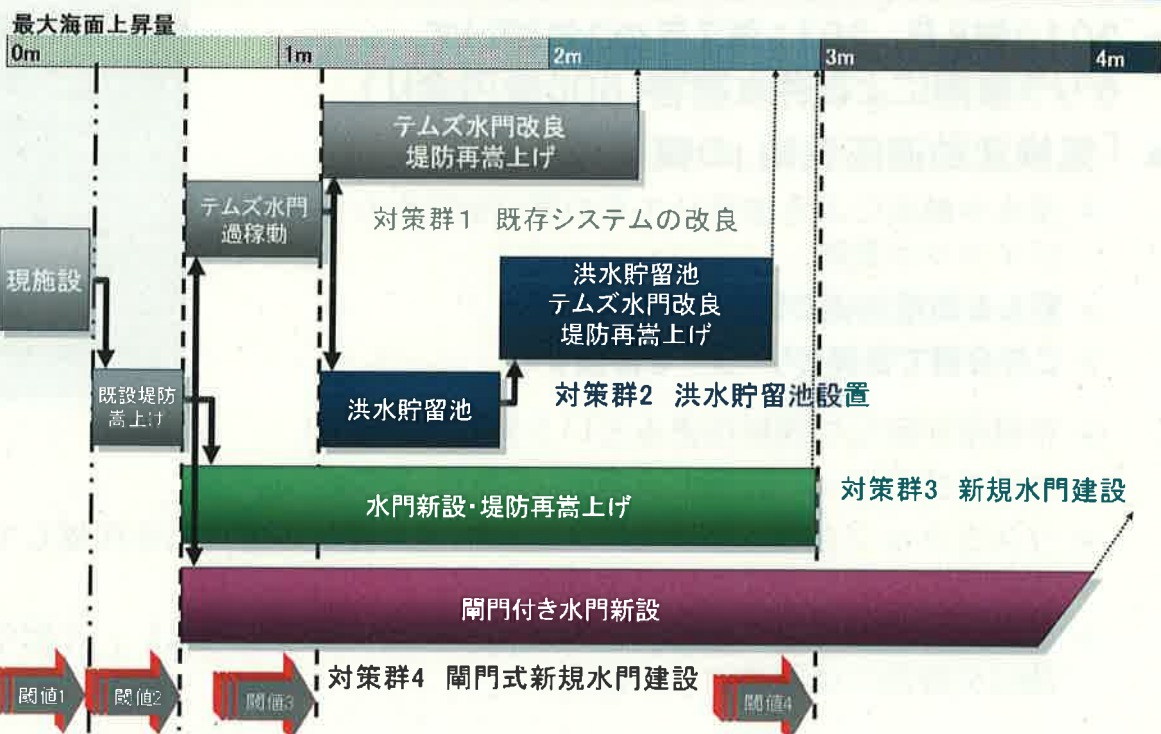 最大海面上昇量
0m 1m 2m 3m 4m
テムズ水門改良
堤防再嵩上げ
テムズ水門
過稼動
対策群1 既存システムの改良
現施設
洪水貯留池
テムズ水門改良
堤防再嵩上げ
既設堤防
嵩上げ
洪水貯留池
対策群2 洪水貯留池設置
水門新設・堤防再嵩上げ
対策群3 新規水門建設
閘門付き水門新設
対策群4 閘門式新規水門建設
閾値1 閾値2 閾値3 閾値4